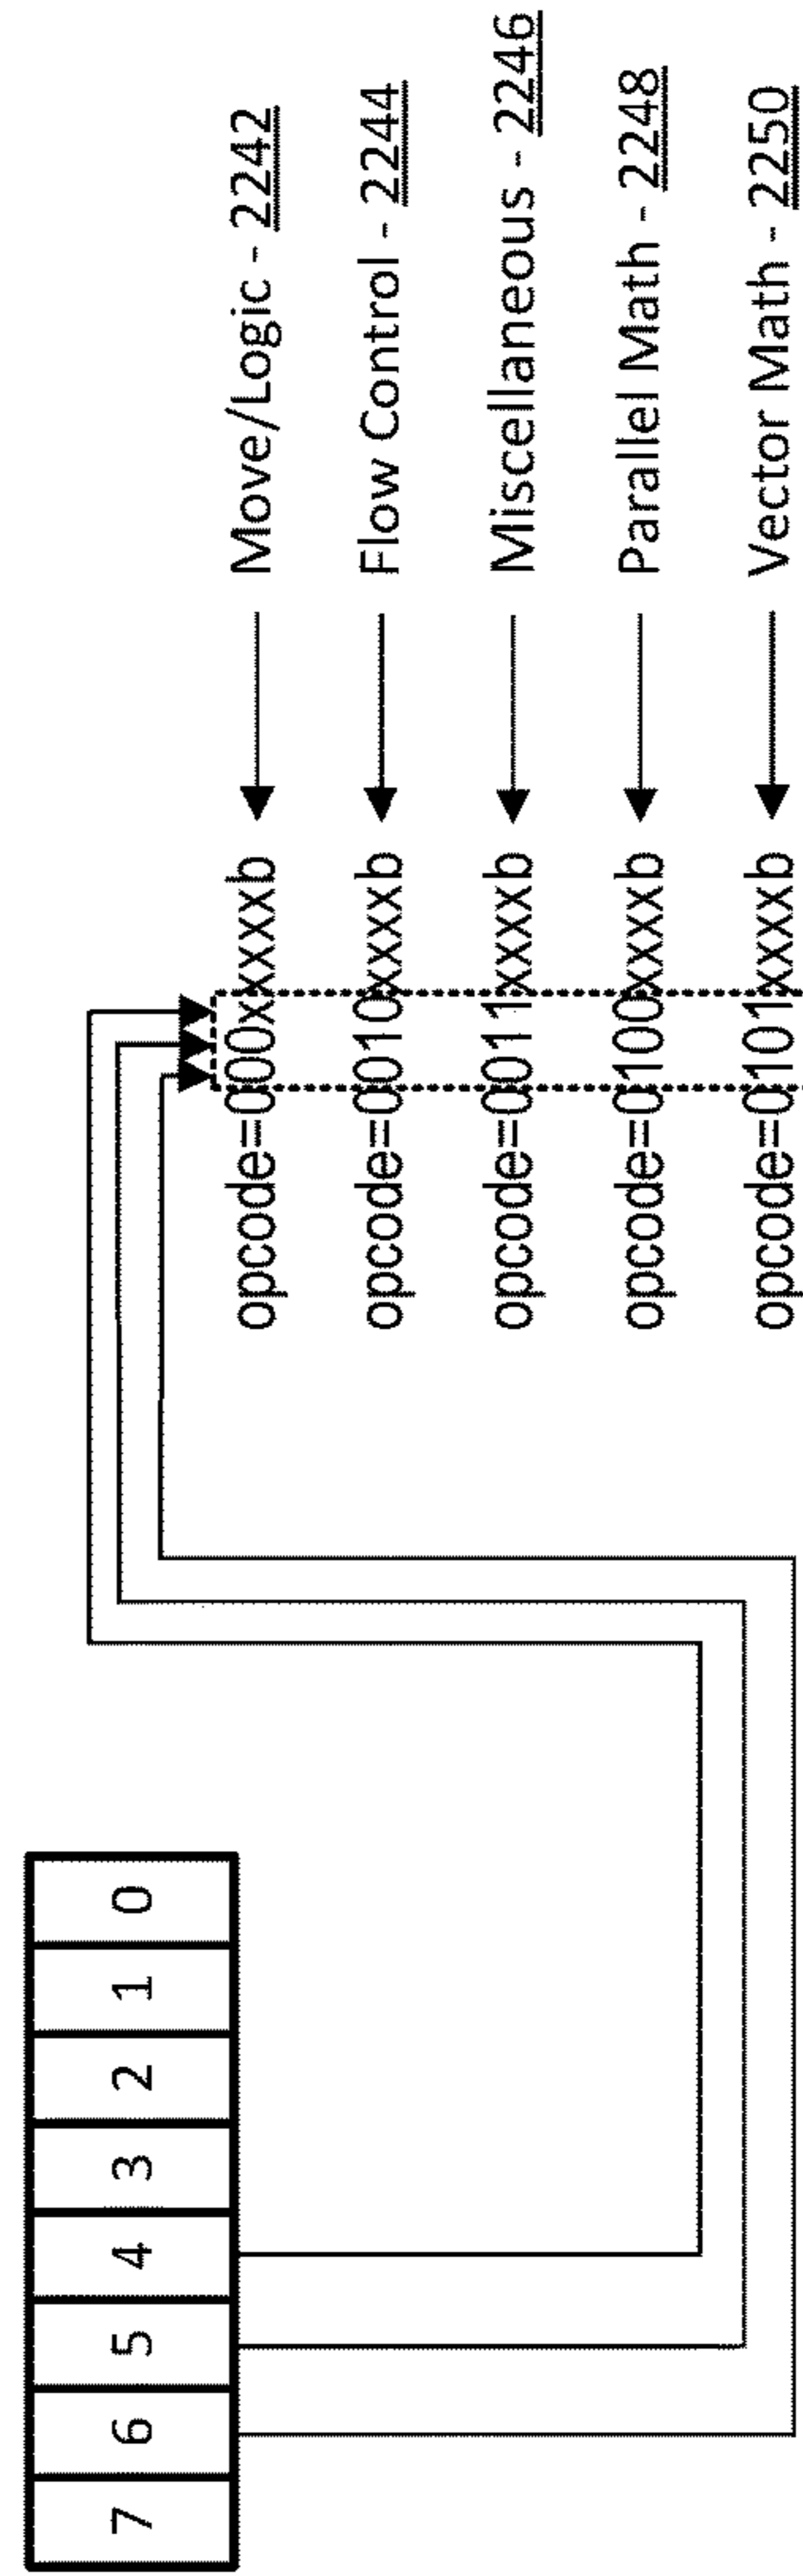 7 6 5 4 3 2 1 0
opcode=000xxxxxb Move/Logic - 2242
opcode=0010xxxxb Flow Control - 2244
opcode=0011xxxxb Miscellaneous - 2246
opcode=0100xxxxb Parallel Math - 2248
opcode=0101xxxxb Vector Math - 2250